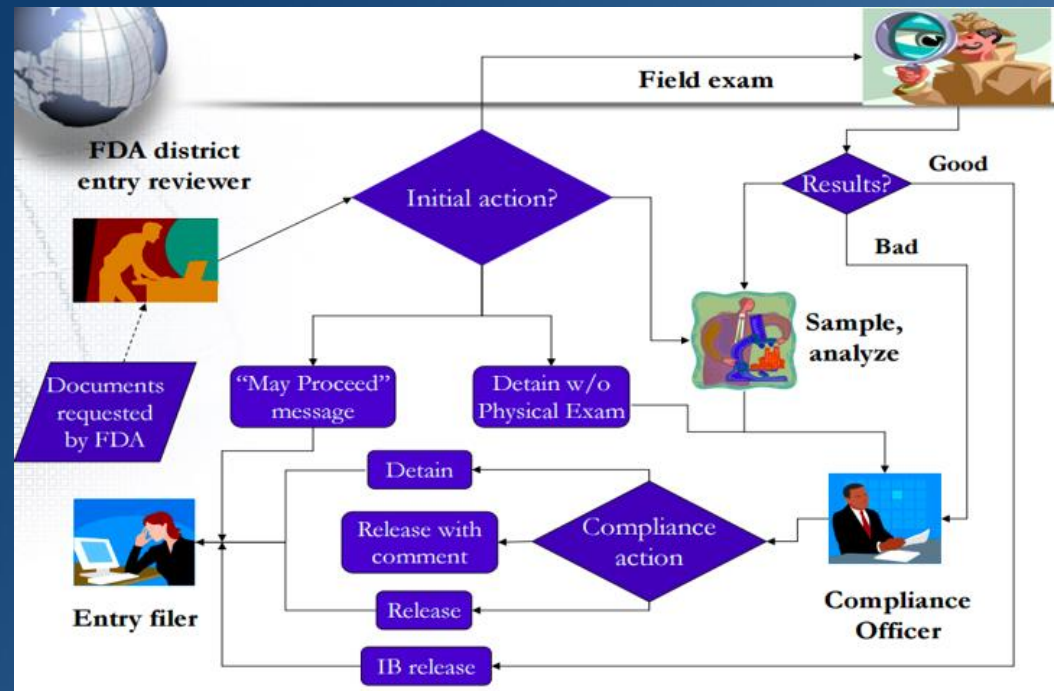 Field exam
FDA district
entry reviewer
Initial action?
Results?
Good
Bad
Sample,
analyze
Documents
requested
by FDA
“May Proceed”
message
Detain w/o
Physical Exam
Detain
Release with
comment
Release
IB release
Compliance
action
Entry filer
Compliance
Officer